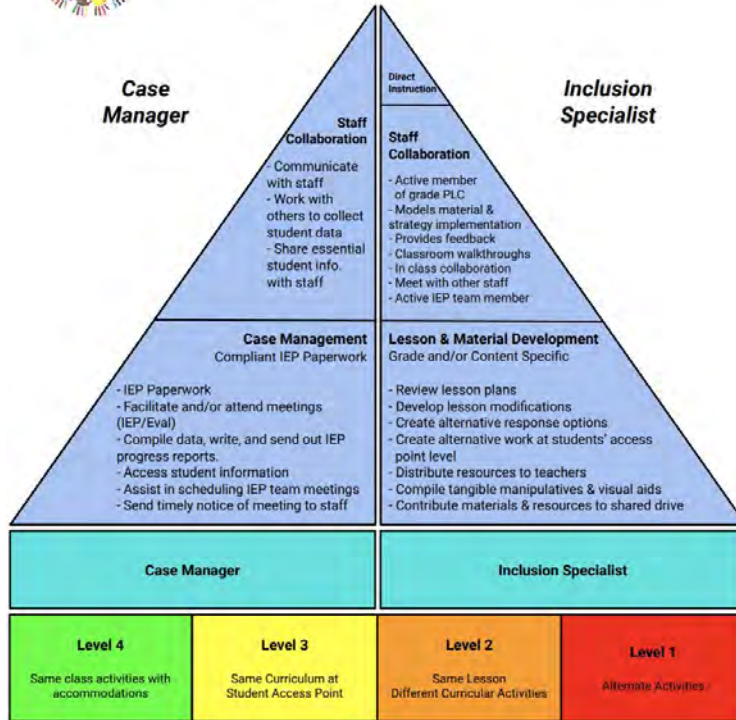 Case
Manager
Inclusion
Specialist
Direct
Instruction
Staff
Collaboration
- Communicate
with staff
- Work with
others to collect
student data
- Share essential
student info.
with staff
Staff
Collaboration
- Active member
of grade PLC
- Models material &
strategy implementation
- Provides feedback
- Classroom walkthroughs
- In class collaboration
- Meet with other staff
- Active IEP team member
Case Management
Compliant IEP Paperwork
- IEP Paperwork
- Facilitate and/or attend meetings
(IEP/Eval)
- Compile data, write, and send out IEP
progress reports.
- Access student information
- Assist in scheduling IEP team meetings
- Send timely notice of meeting to staff
Lesson & Material Development
Grade and/or Content Specific
- Review lesson plans
- Develop lesson modifications
- Create alternative response options
- Create alternative work at students' access
point level
- Distribute resources to teachers
- Compile tangible manipulatives & visual aids
- Contribute materials & resources to shared drive
Case Manager
Inclusion Specialist
Level 4
Same class activities with
accommodations
Level 3
Same Curriculum at
Student Access Point
Level 2
Same Lesson
Different Curricular Activities
Level 1
Alternate Activities